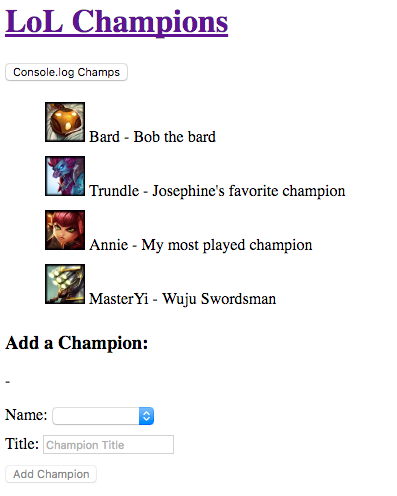 LoL Champions
Console.log Champs
Bard - Bob the bard
Trundle - Josephine's favorite champion
Annie - My most played champion
MasterYi - Wuju Swordsman
Add a Champion:
-
Name:
Title: Champion Title
Add Champion